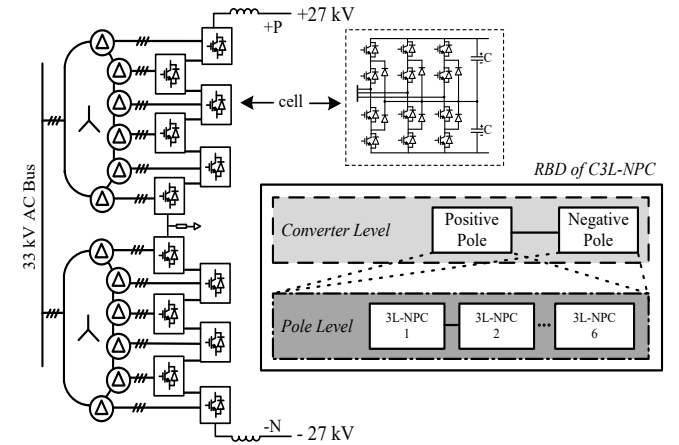 +27 kV
+P
cell
C
C
33 kV AC Bus
-N
- 27 kV
RBD of C3L-NPC
Converter Level
Positive
Pole
Negative
Pole
Pole Level
3L-NPC
1
3L-NPC
2
3L-NPC
6